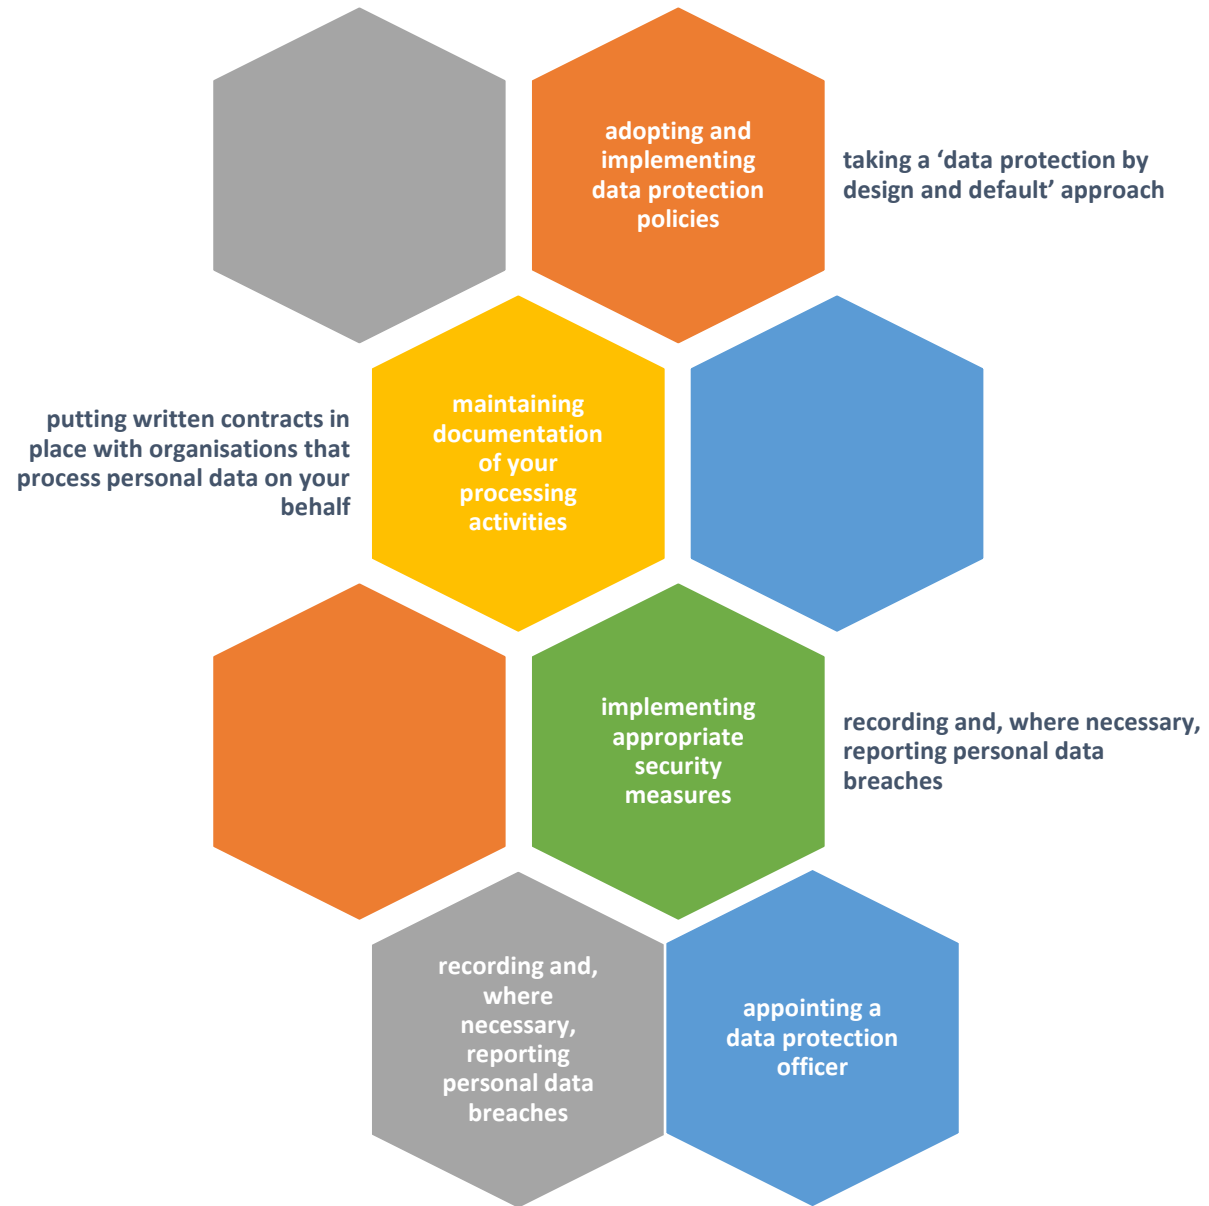 adopting and
implementing
data protection
policies
taking a ‘data protection by
design and default’ approach
putting written contracts in
place with organisations that
process personal data on your
behalf
maintaining
documentation
of your
processing
activities
implementing
appropriate
security
measures
recording and, where necessary,
reporting personal data
breaches
recording and,
where
necessary,
reporting
personal data
breaches
appointing a
data protection
officer